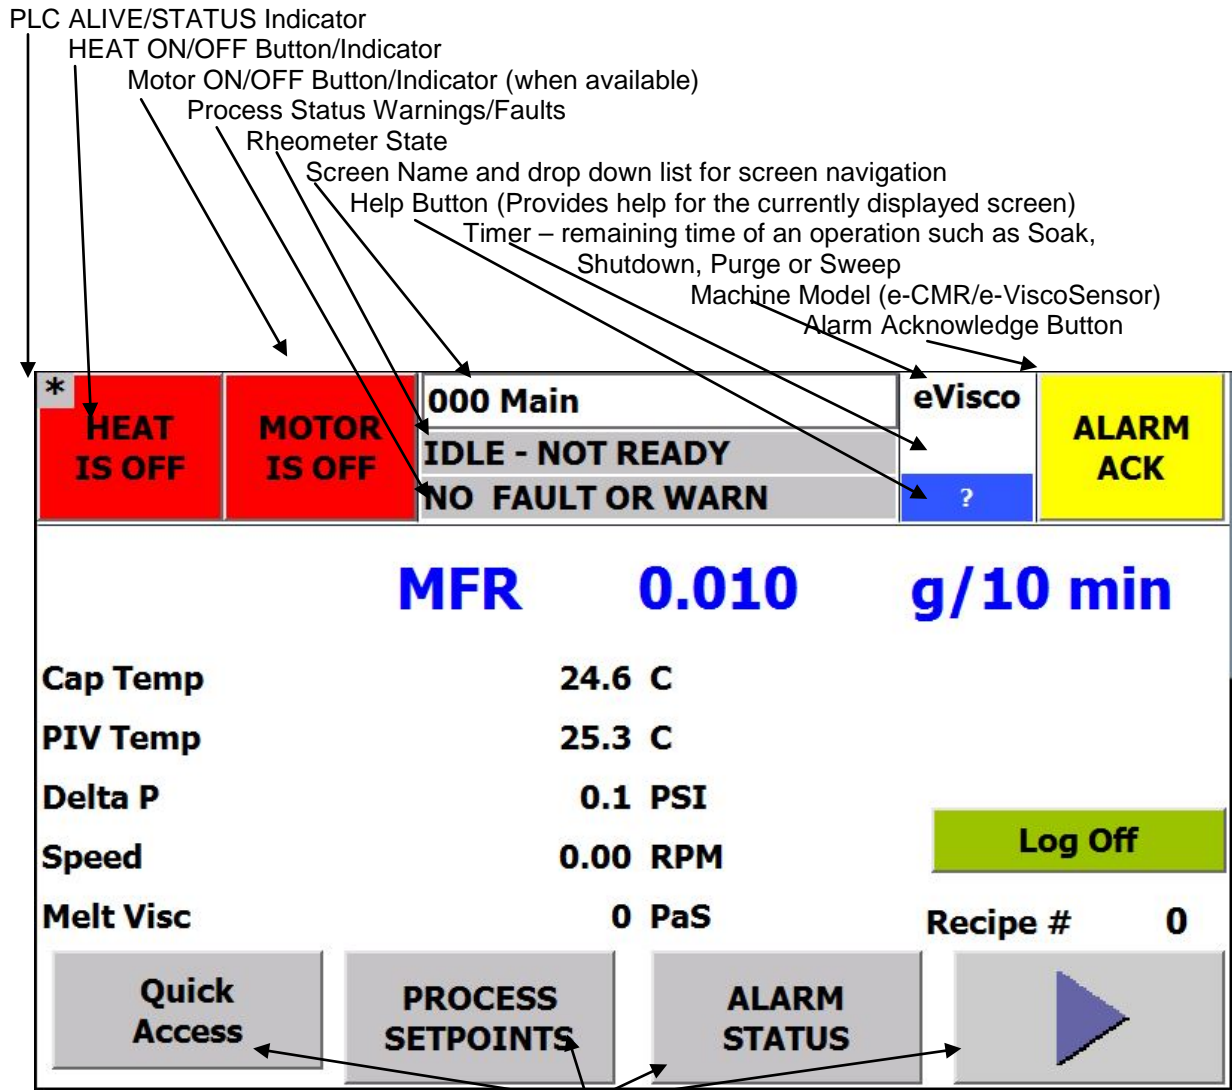 PLC ALIVE/STATUS Indicator
HEAT ON/OFF Button/Indicator
Motor ON/OFF Button/Indicator (when available)
Process Status Warnings/Faults
Rheometer State
Screen Name and drop down list for screen navigation
Help Button (Provides help for the currently displayed screen)
Timer – remaining time of an operation such as Soak,
Shutdown, Purge or Sweep
Machine Model (e-CMR/e-ViscoSensor)
Alarm Acknowledge Button
*
HEAT
IS OFF
MOTOR
IS OFF
000 Main
IDLE - NOT READY
NO FAULT OR WARN
eVisco
?
ALARM
ACK
MFR 0.010 g/10 min
Cap Temp 24.6 C
PIV Temp 25.3 C
Delta P 0.1 PSI
Speed 0.00 RPM
Log Off
Melt Visc 0 PaS
Recipe # 0
Quick
Access
PROCESS
SETPOINTS
ALARM
STATUS